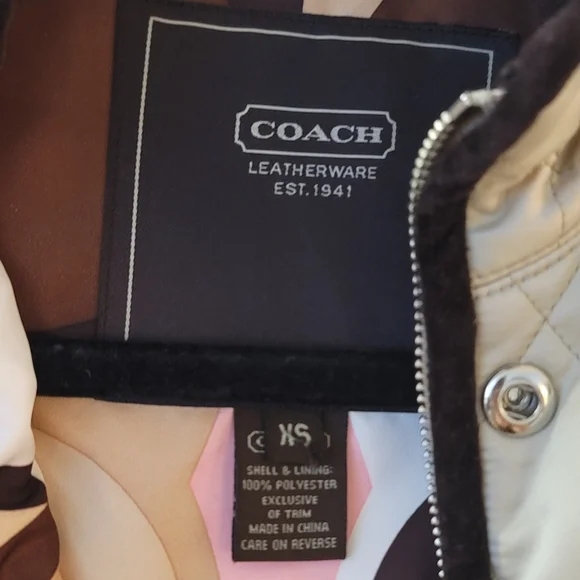 COACH
LEATHERWARE
EST. 1941
XS
SHELL & LINING:
100% POLYESTER
EXCLUSIVE
OF TRIM
MADE IN CHINA
CARE ON REVERSE